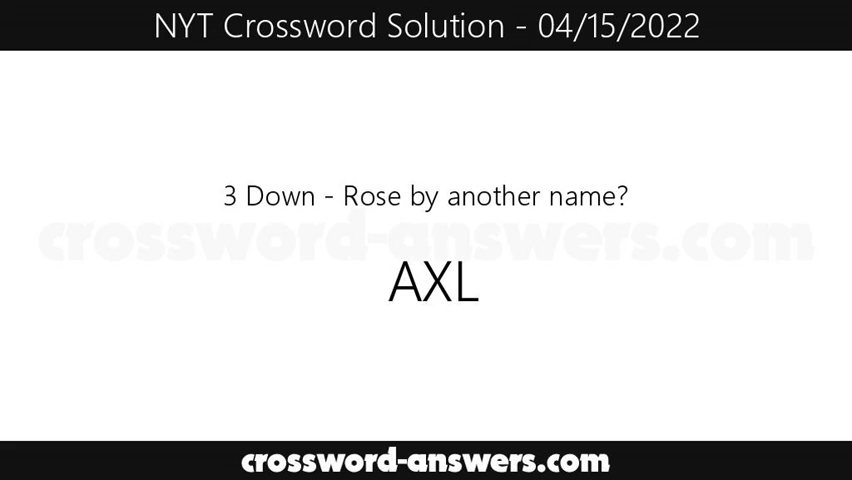 NYT Crossword Solution - 04/15/2022
3 Down - Rose by another name?
crossword-answers.com
AXL
crossword-answers.com